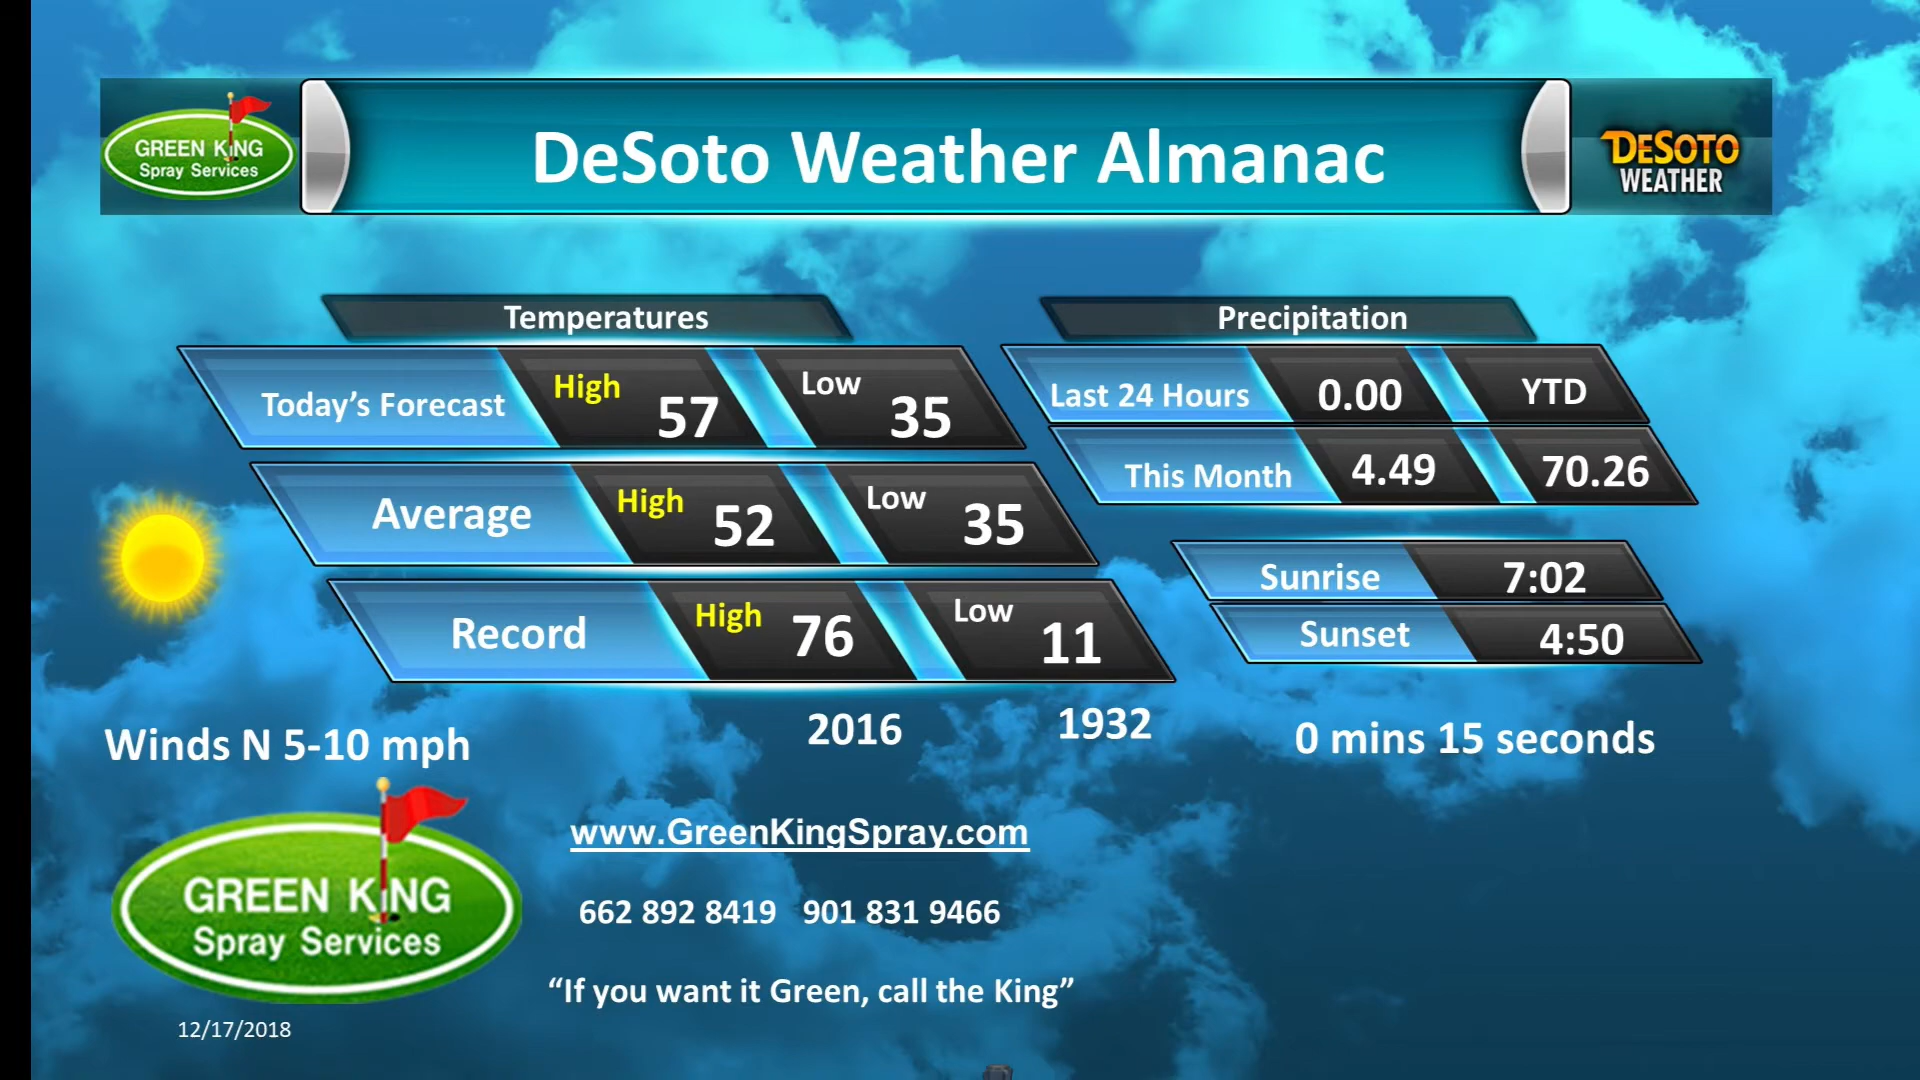 GREEN KING
Spray Services
DeSoto Weather Almanac
DESOTO
WEATHER
Temperatures
Today’s Forecast High 57 Low 35
Average High 52 Low 35
Record High 76 Low 11
2016 1932
Precipitation
Last 24 Hours 0.00 YTD
This Month 4.49 70.26
Sunrise 7:02
Sunset 4:50
0 mins 15 seconds
Winds N 5-10 mph
GREEN KING
Spray Services
www.GreenKingSpray.com
662 892 8419 901 831 9466
“If you want it Green, call the King”
12/17/2018